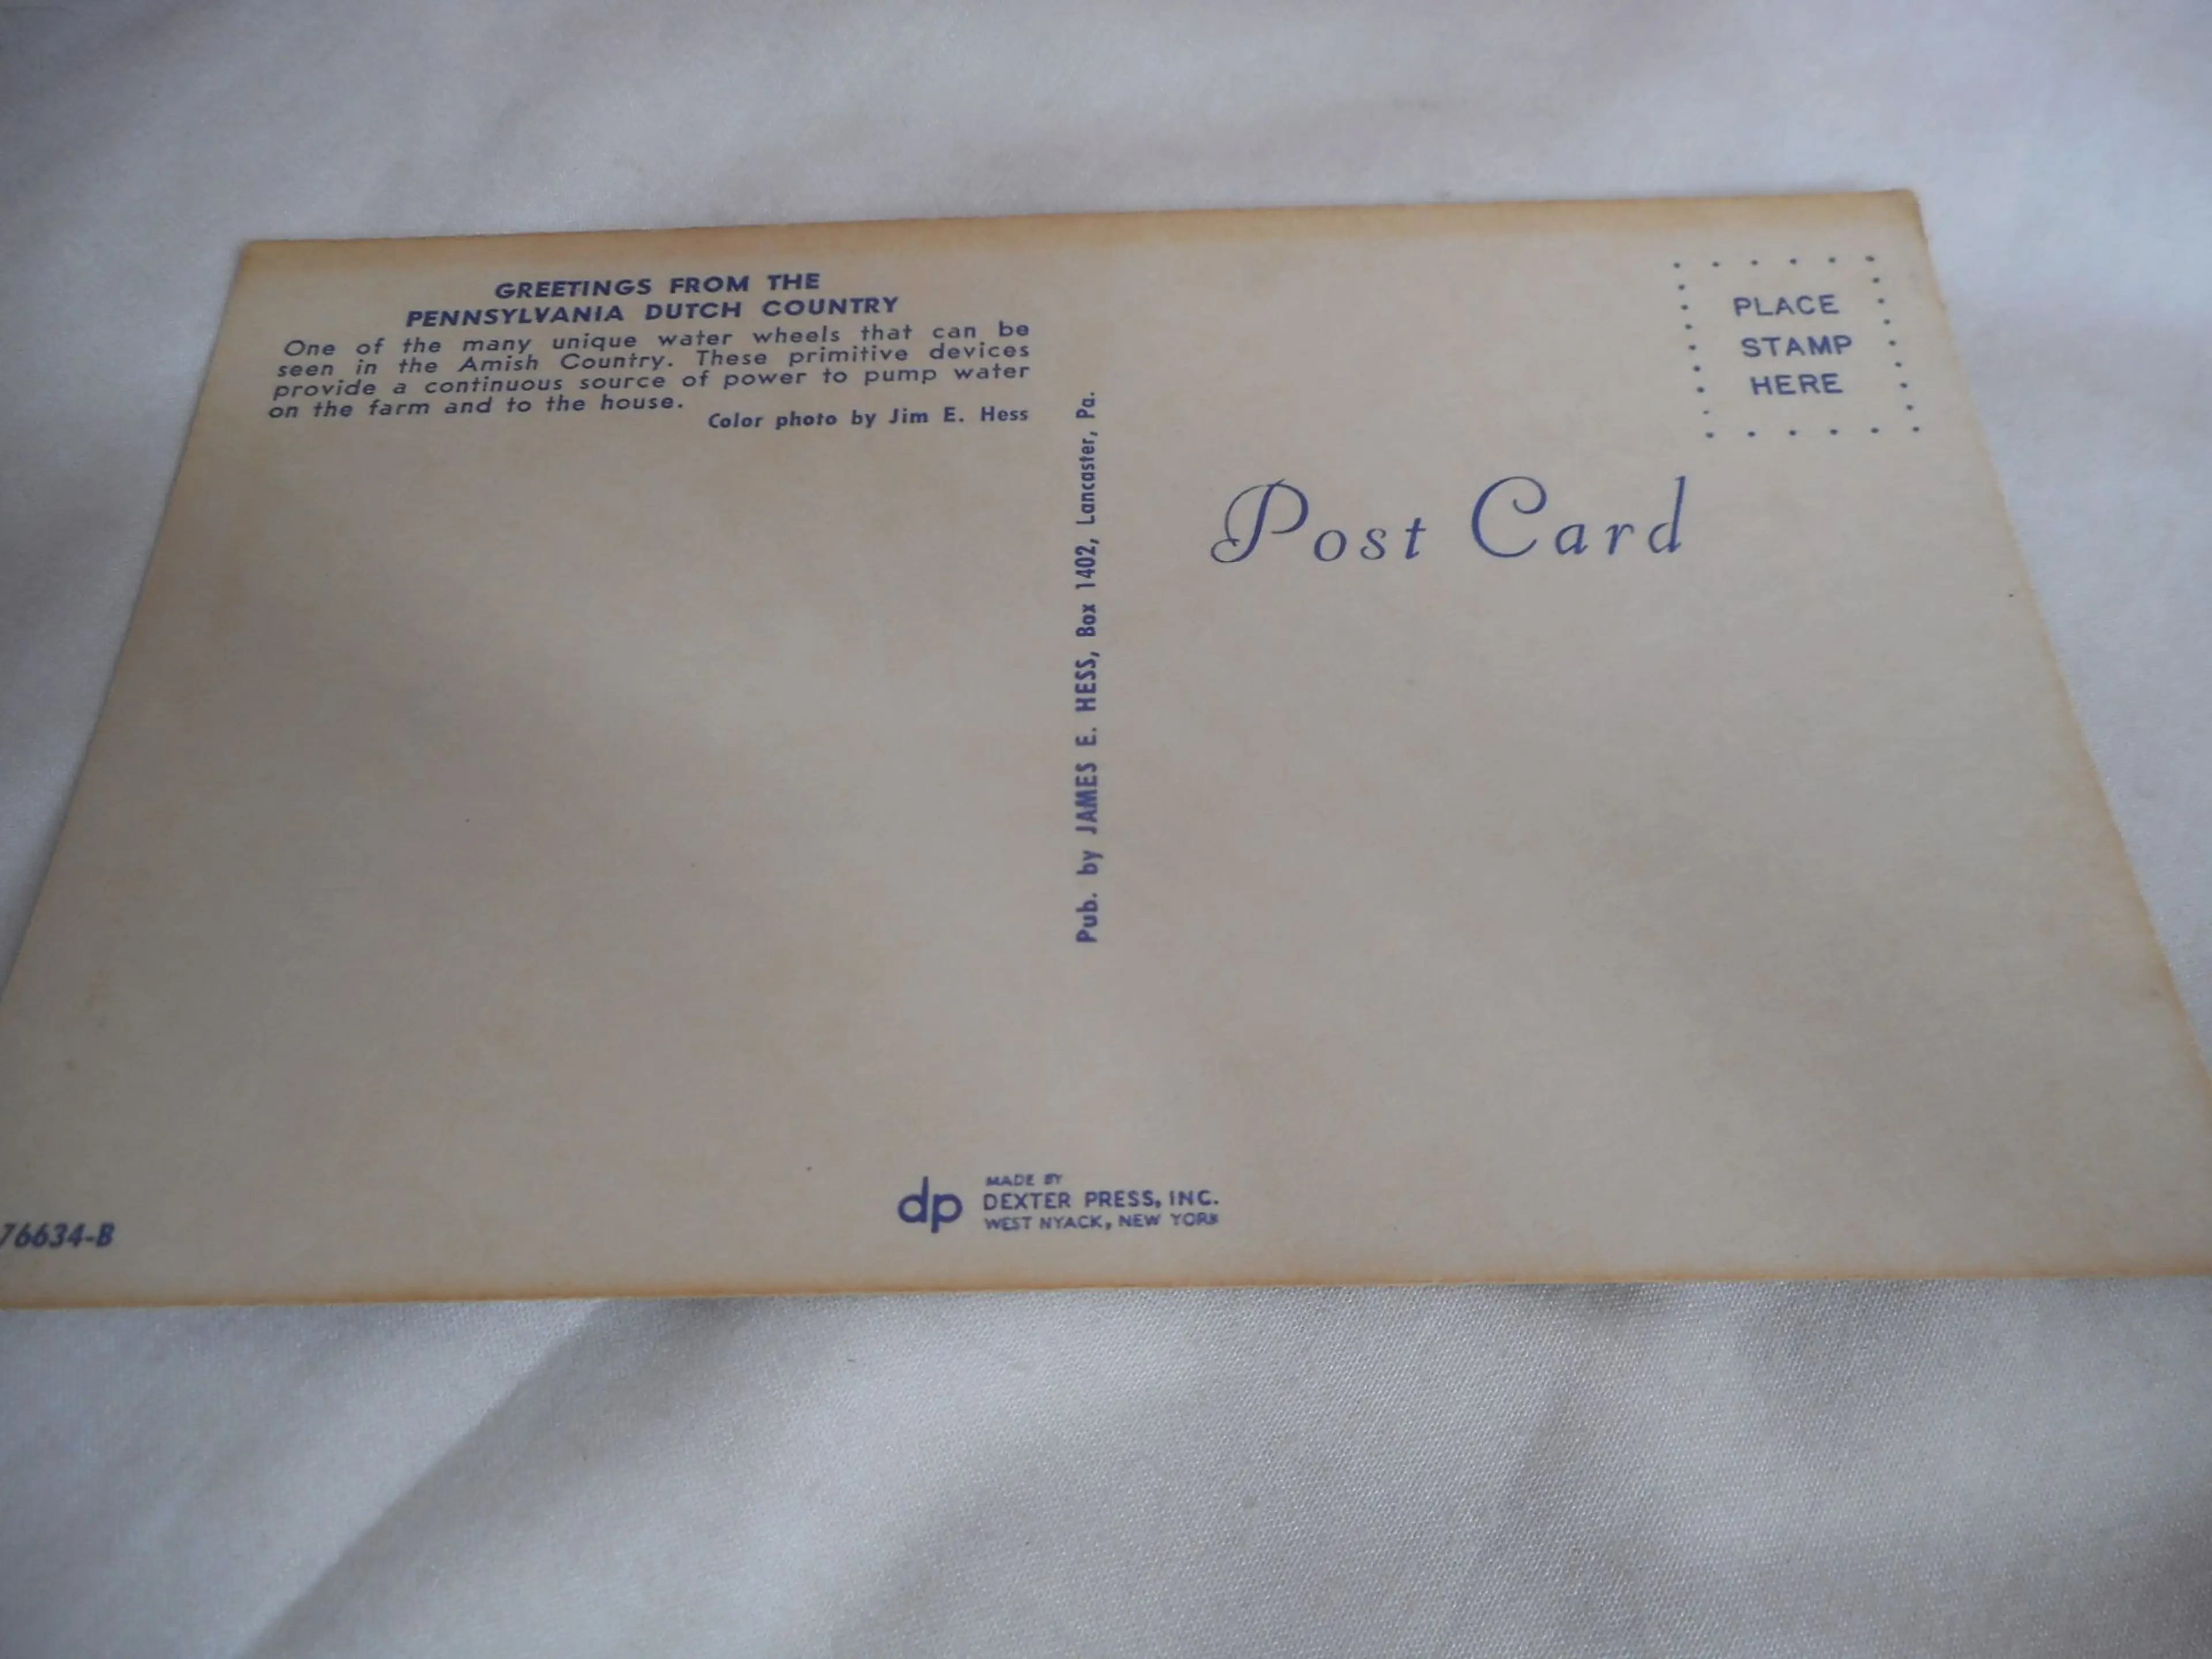 GREETINGS FROM THE
PENNSYLVANIA DUTCH COUNTRY
One of the many unique water wheels that can be
seen in the Amish Country. These primitive devices
provide a continuous source of power to pump water
on the farm and to the house.
Color photo by Jim E. Hess
Pub. by JAMES E. HESS, Box 1402, Lancaster, Pa.
PLACE
STAMP
HERE
Post Card
76634-B
dp
MADE BY
DEXTER PRESS, INC.
WEST NYACK, NEW YORK